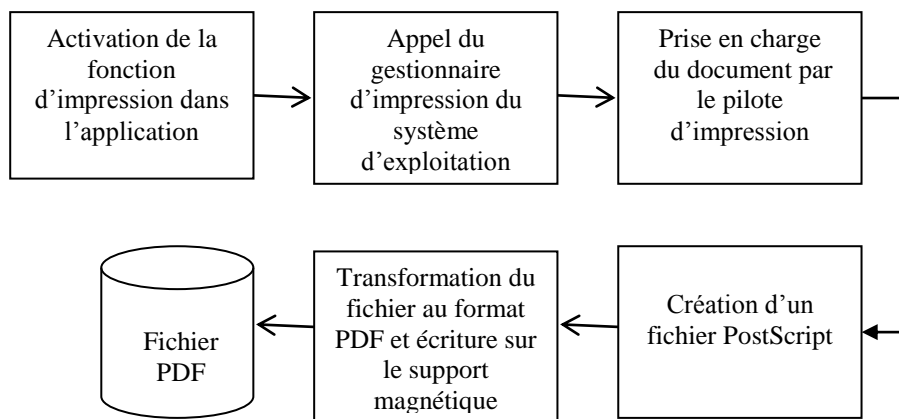 Activation de la
fonction
d’impression dans
l’application
Appel du
gestionnaire
d’impression du
système
d’exploitation
Prise en charge
du document par
le pilote
d’impression
Création d’un
fichier PostScript
Transformation du
fichier au format
PDF et écriture sur
le support
magnétique
Fichier
PDF